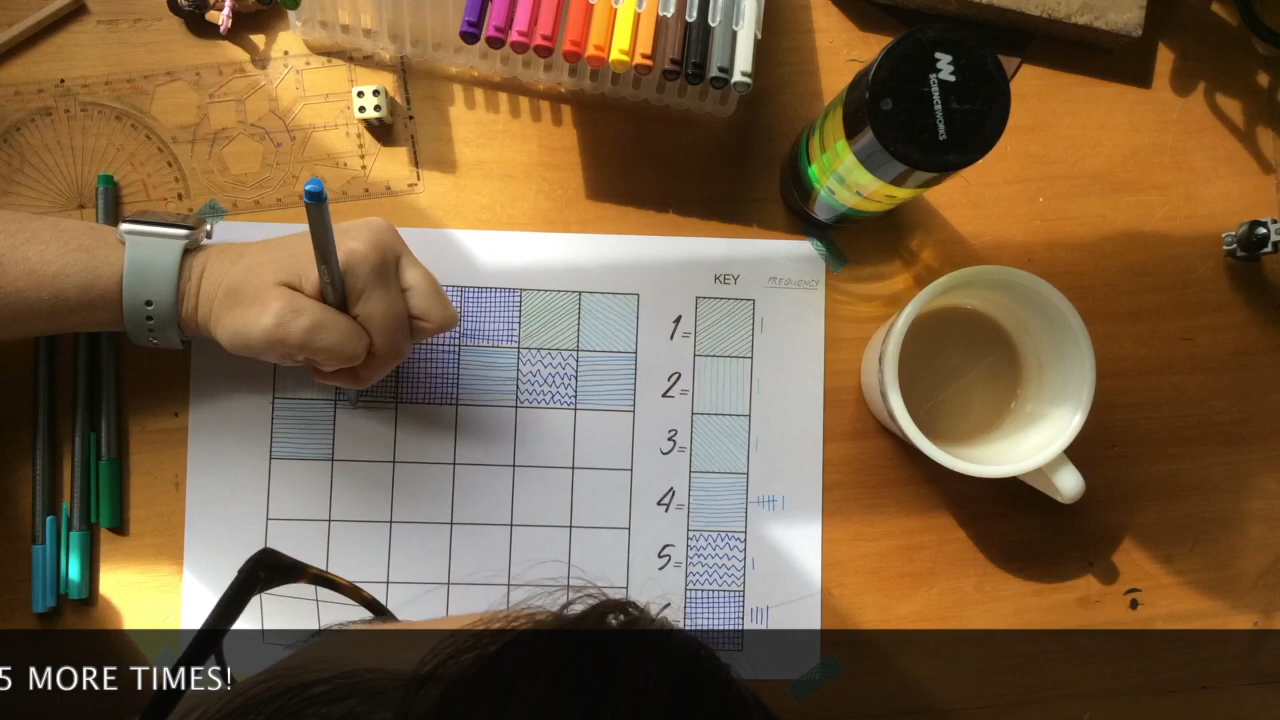 SCIENCEWORKS
KEY FREQUENCY
1=
2=
3=
4=
5=
5 MORE TIMES!